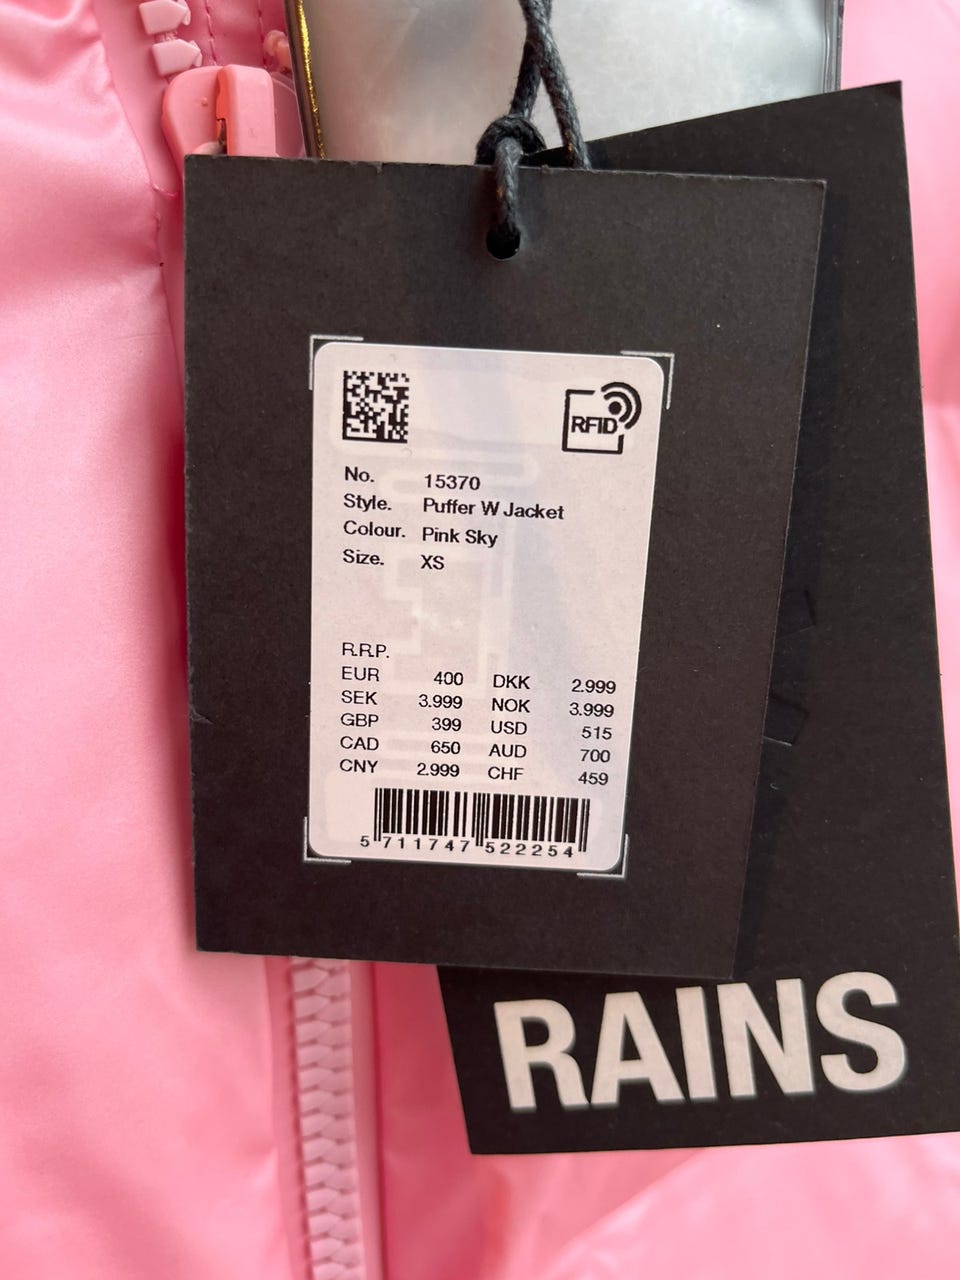 RFID
No. 15370
Style. Puffer W Jacket
Colour. Pink Sky
Size. XS
R.R.P.
EUR 400 DKK 2.999
SEK 3.999 NOK 3.999
GBP 399 USD 515
CAD 650 AUD 700
CNY 2.999 CHF 459
5 711747 522254
RAINS